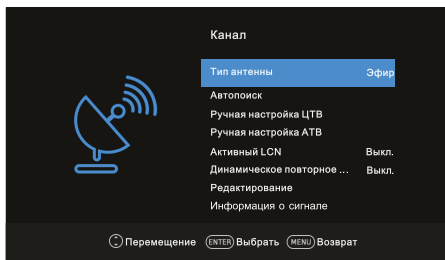 Канал
Тип антенны Эфир
Автопоиск
Ручная настройка ЦТВ
Ручная настройка АТВ
Активный LCN Выкл.
Динамическое повторное ... Выкл.
Редактирование
Информация о сигнале
Перемещение ENTER Выбрать MENU Возврат